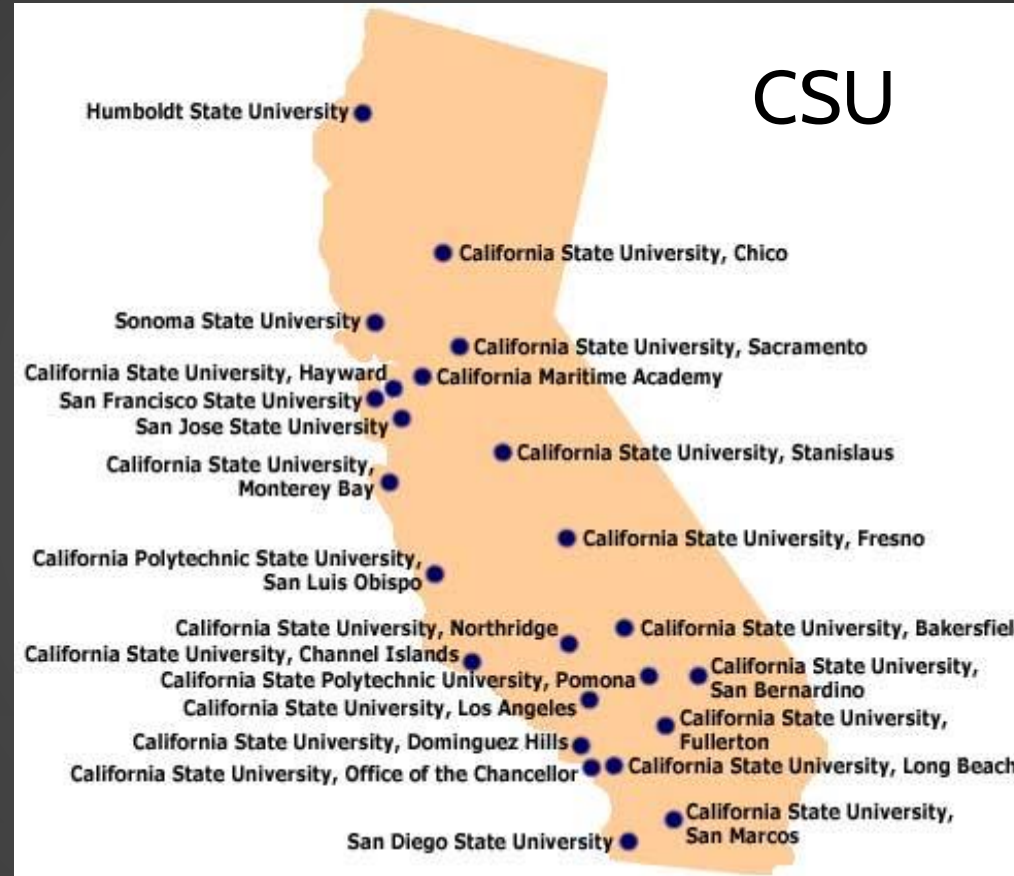 CSU
Humboldt State University
California State University, Chico
Sonoma State University
California State University, Sacramento
California State University, Hayward
California Maritime Academy
San Francisco State University
San Jose State University
California State University, Stanislaus
California State University,
Monterey Bay
California State University, Fresno
California Polytechnic State University,
San Luis Obispo
California State University, Northridge
California State University, Bakersfiel
California State University, Channel Islands
California State University,
San Bernardino
California State Polytechnic University, Pomona
California State University, Los Angeles
California State University,
Fullerton
California State University, Dominguez Hills
California State University, Long Beach
California State University, Office of the Chancellor
California State University,
San Marcos
San Diego State University